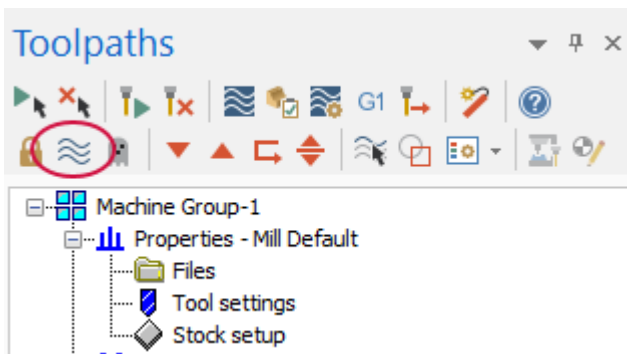 Toolpaths
G1
Machine Group-1
Properties - Mill Default
Files
Tool settings
Stock setup